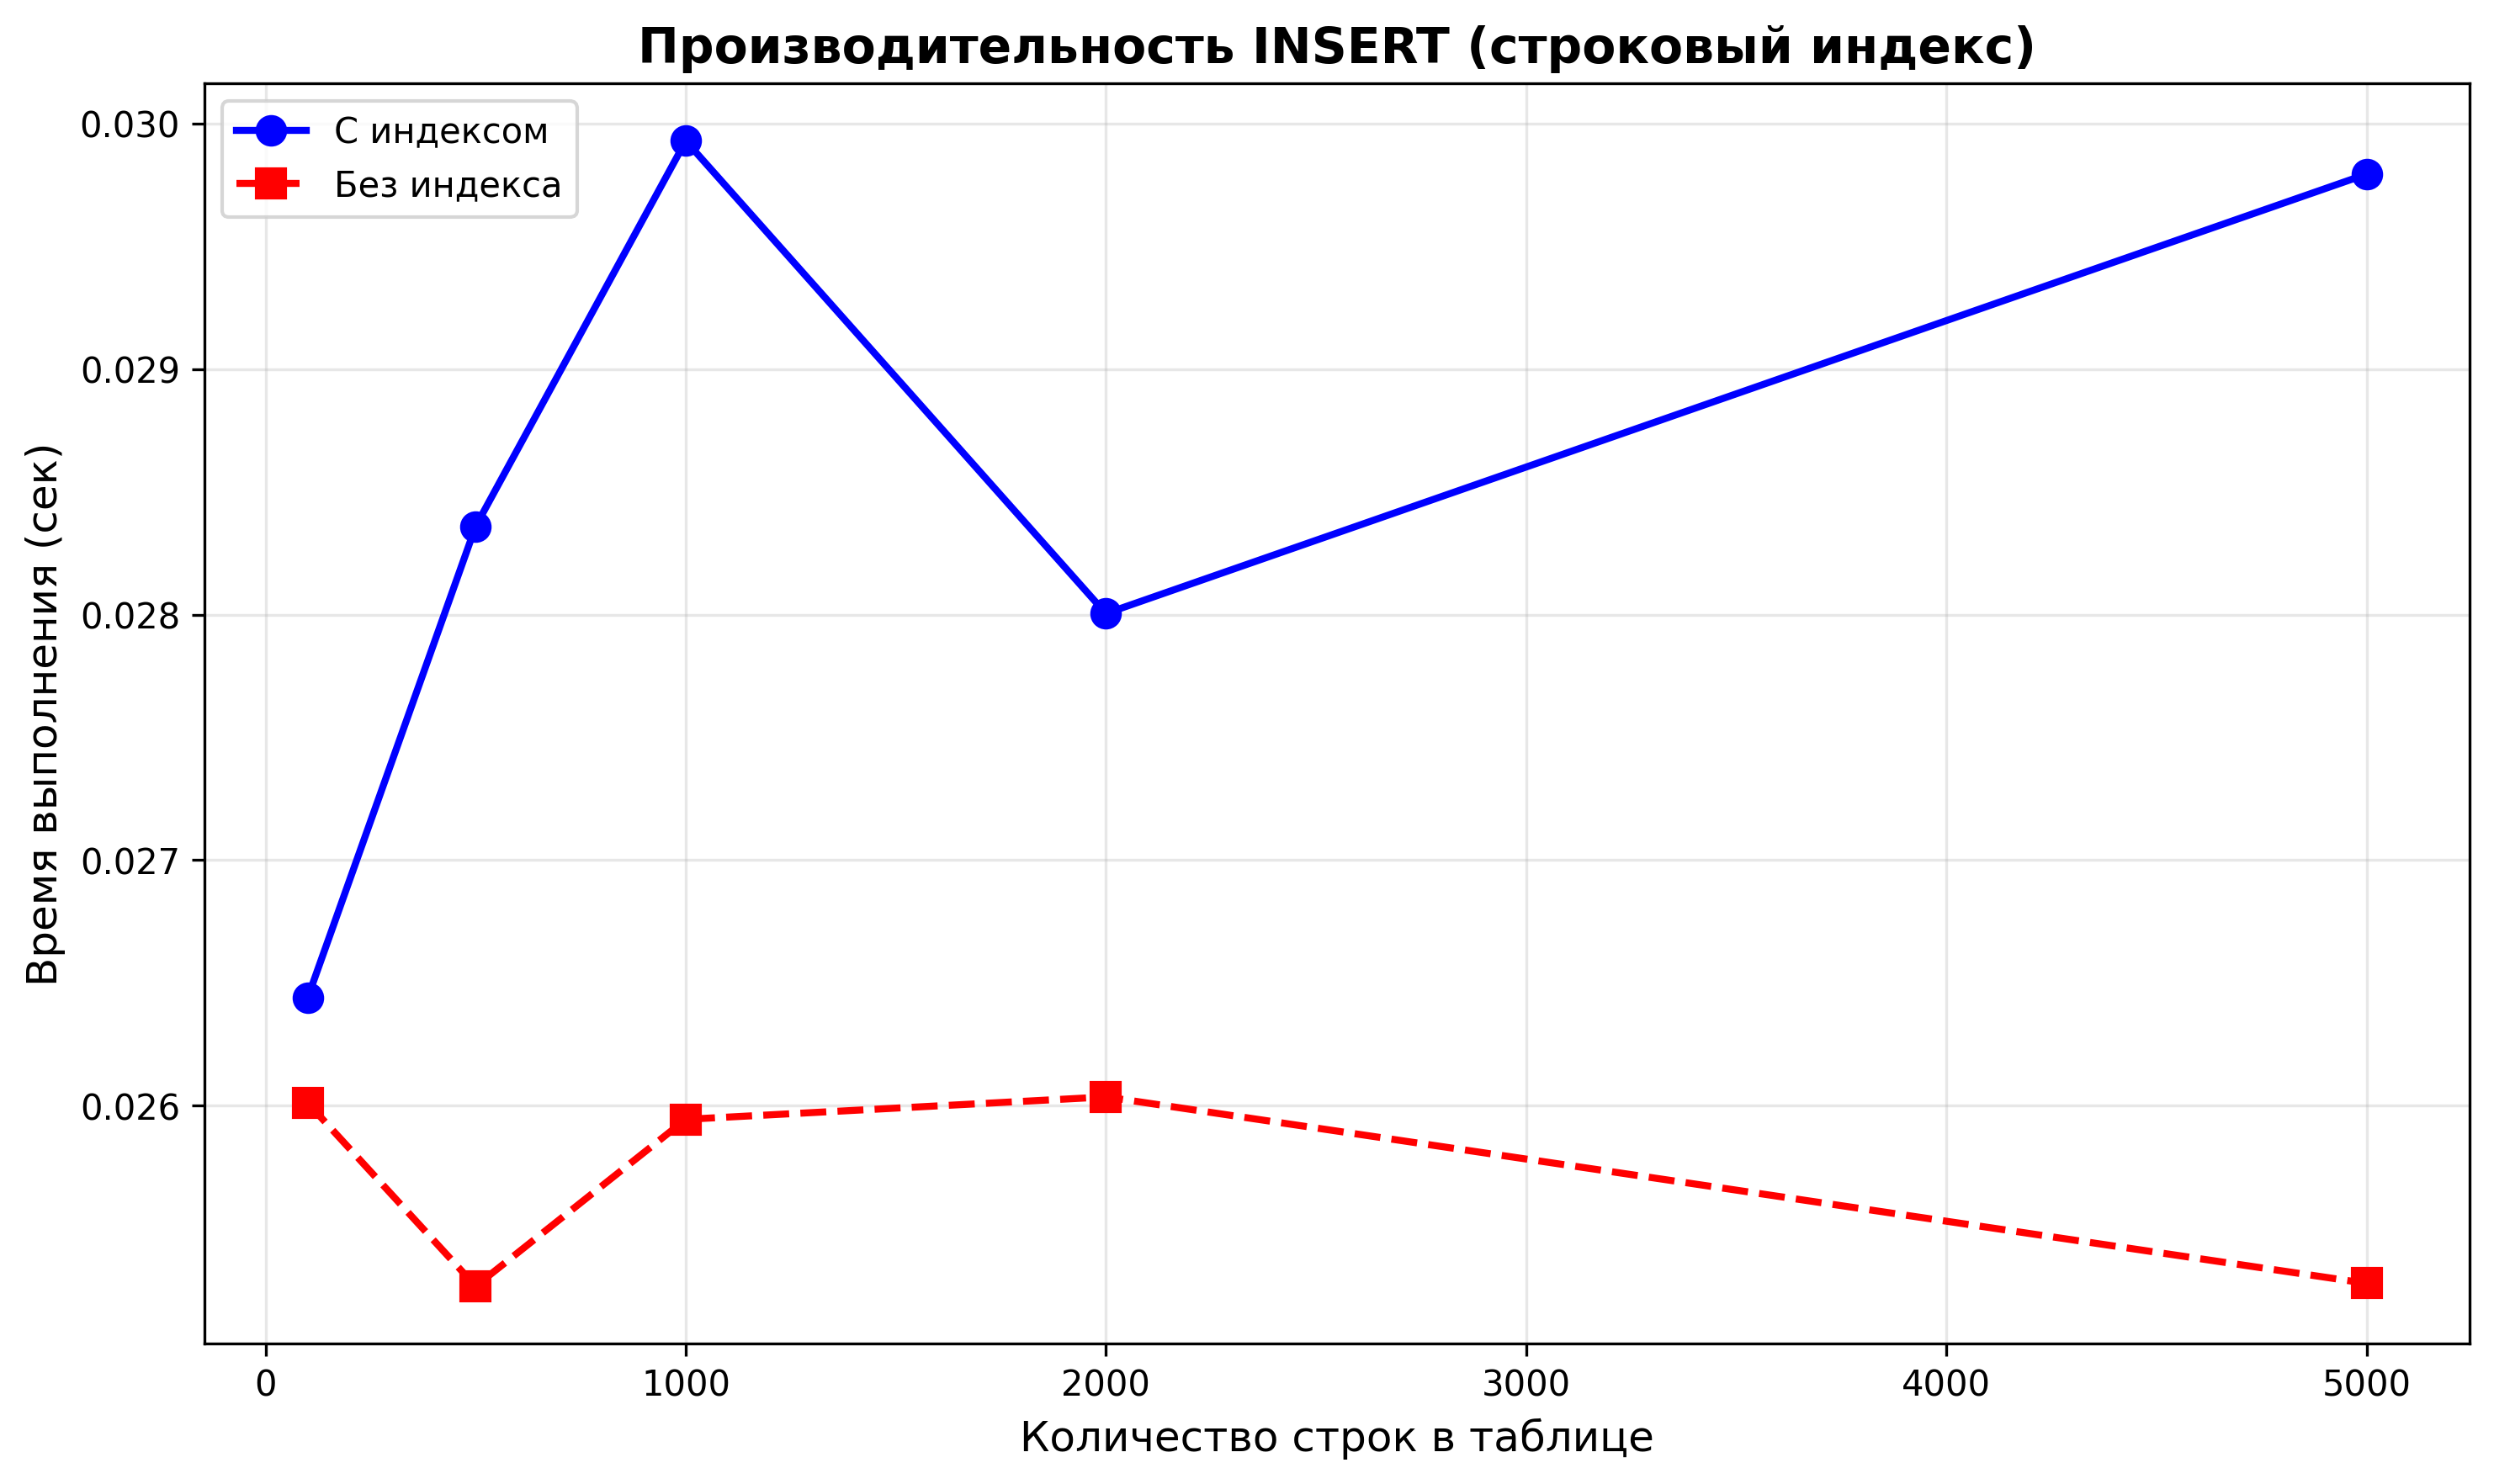 Производительность INSERT (строковый индекс)
С индексом
Без индекса
Время выполнения (сек)
0.030
0.029
0.028
0.027
0.026
0 1000 2000 3000 4000 5000
Количество строк в таблице